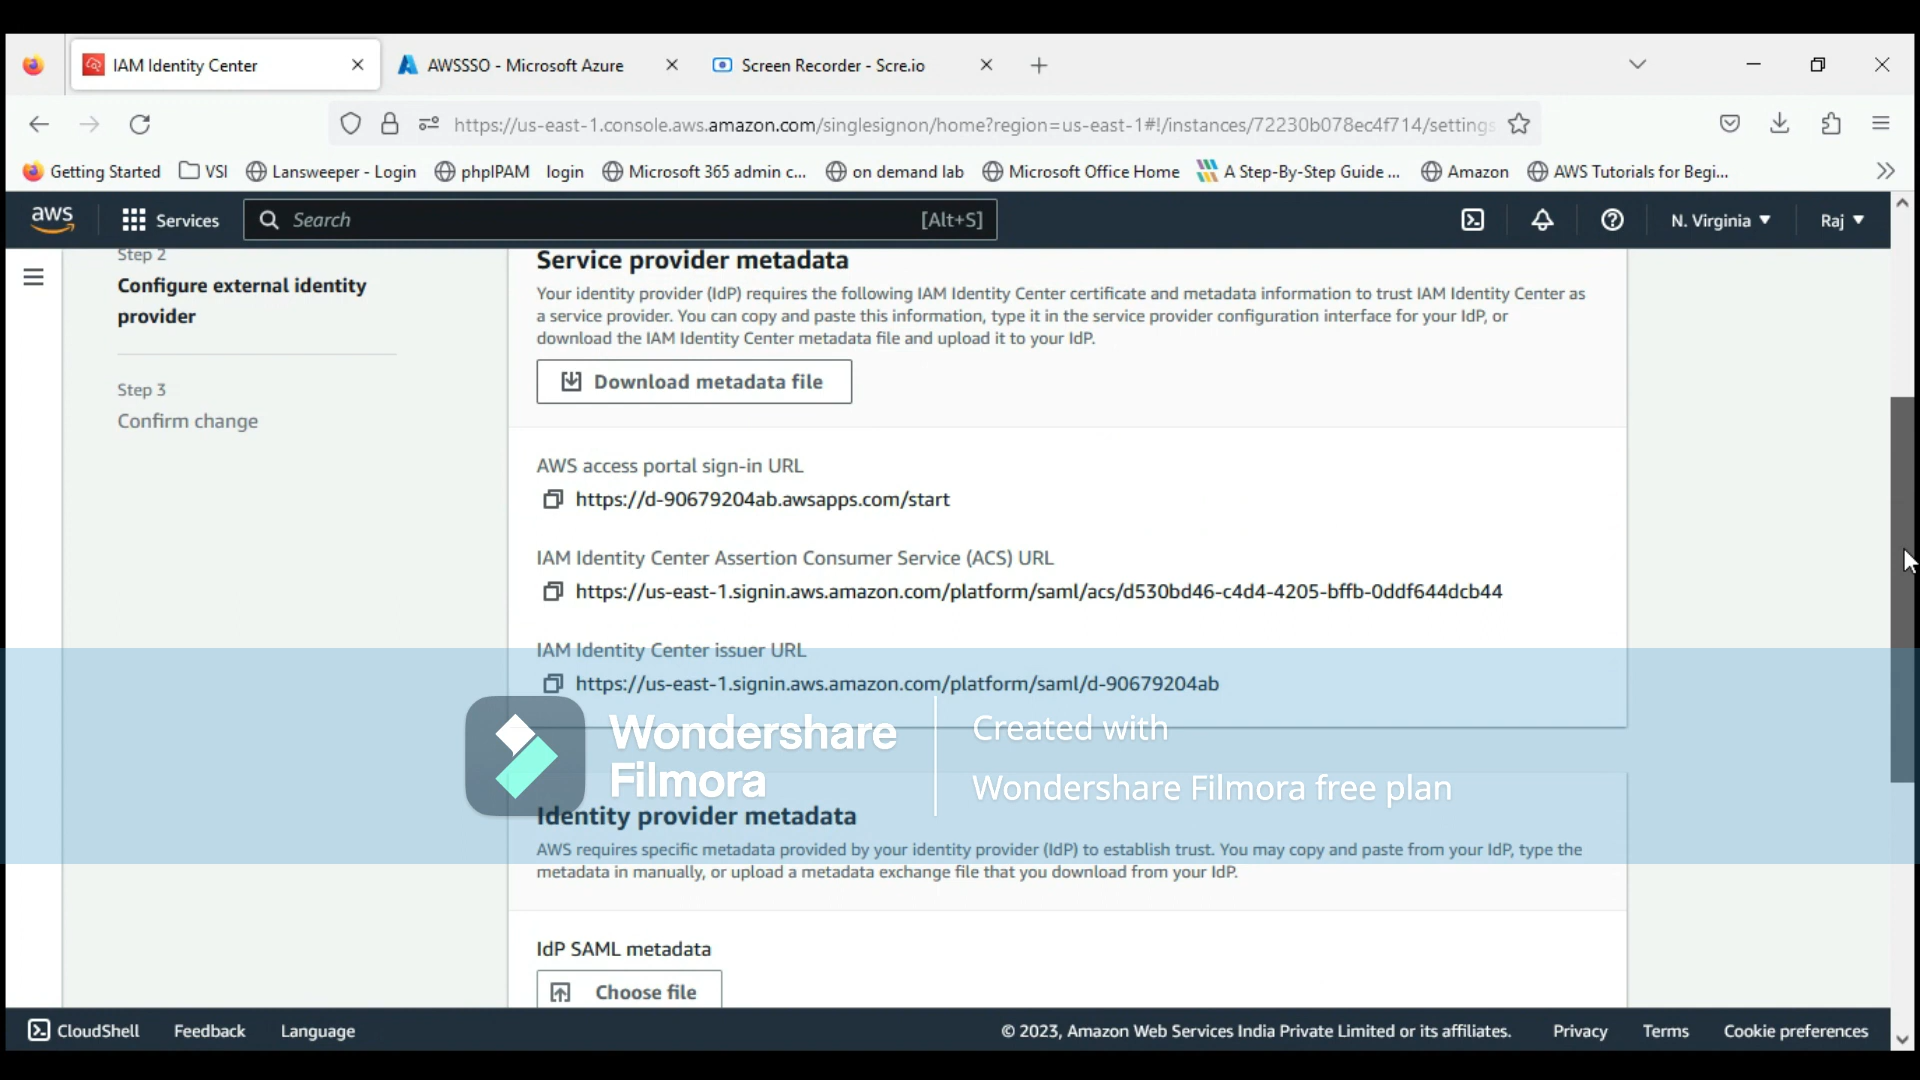 IAM Identity Center
AWSSSO - Microsoft Azure
Screen Recorder - Scre.io
https://us-east-1.console.aws.amazon.com/singlesignon/home?region=us-east-1#!/instances/72230b078ec4f714/settings
Getting Started
VSI
Lansweeper - Login
phpIPAM
login
Microsoft 365 admin c...
on demand lab
Microsoft Office Home
A Step-By-Step Guide ...
Amazon
AWS Tutorials for Begi...
aws
Services
Search
[Alt+S]
N. Virginia
Raj
Step 2
Configure external identity
provider
Step 3
Confirm change
Service provider metadata
Your identity provider (IdP) requires the following IAM Identity Center certificate and metadata information to trust IAM Identity Center as
a service provider. You can copy and paste this information, type it in the service provider configuration interface for your IdP, or
download the IAM Identity Center metadata file and upload it to your IdP.
Download metadata file
AWS access portal sign-in URL
https://d-90679204ab.awsapps.com/start
IAM Identity Center Assertion Consumer Service (ACS) URL
https://us-east-1.signin.aws.amazon.com/platform/saml/acs/d530bd46-c4d4-4205-bffb-0ddf644dcb44
IAM Identity Center issuer URL
https://us-east-1.signin.aws.amazon.com/platform/saml/d-90679204ab
Wondershare
Filmora
Created with
Wondershare Filmora free plan
Identity provider metadata
AWS requires specific metadata provided by your identity provider (IdP) to establish trust. You may copy and paste from your IdP, type the
metadata in manually, or upload a metadata exchange file that you download from your IdP.
IdP SAML metadata
Choose file
CloudShell
Feedback
Language
© 2023, Amazon Web Services India Private Limited or its affiliates.
Privacy
Terms
Cookie preferences